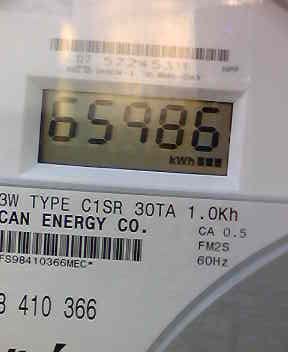 65986
kWh
3W TYPE C1SR 30TA 1.0Kh
CAN ENERGY CO.
CA 0.5
FM2S
60Hz
FS98410366MEC*
8 410 366